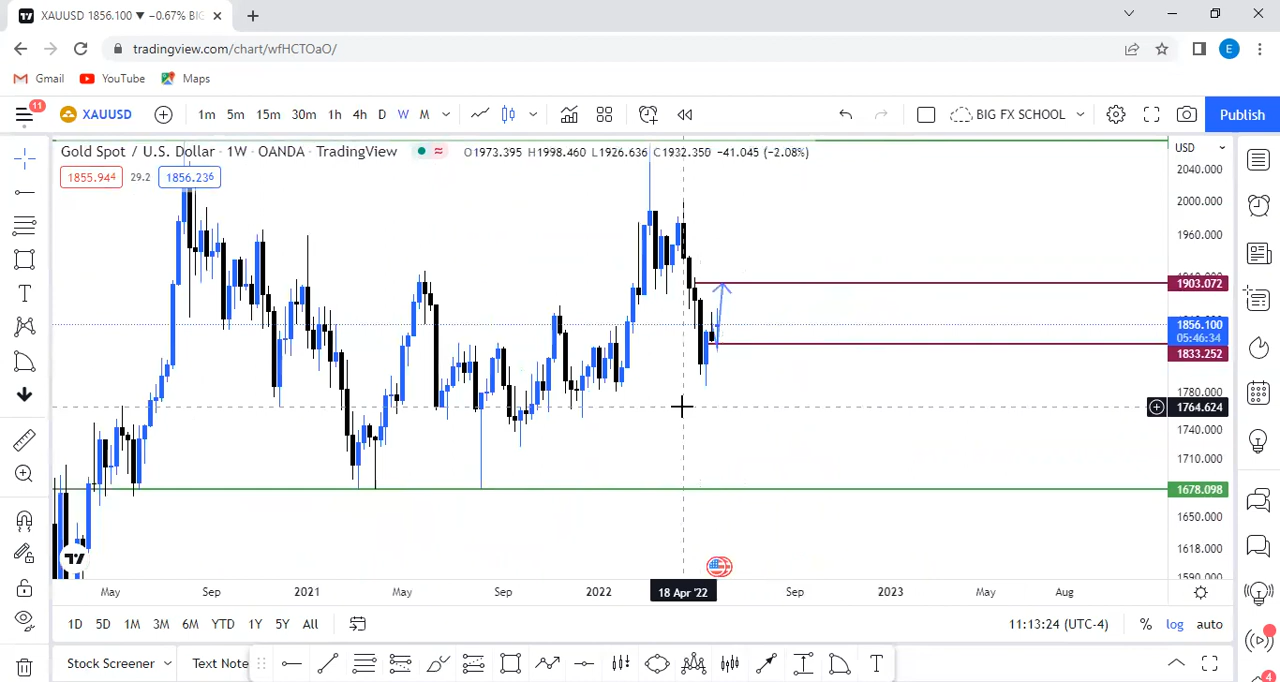 XAUUSD 1856.100 ▼ −0.67% BIG
tradingview.com/chart/wfHCTOaO/
E
Gmail YouTube Maps
11
XAUUSD 1m 5m 15m 30m 1h 4h D W M BIG FX SCHOOL Publish
Gold Spot / U.S. Dollar · 1W · OANDA · TradingView O1973.395 H1998.460 L1926.636 C1932.350 −41.045 (−2.08%)
USD
1855.944 29.2 1856.236
2040.000
2000.000
1960.000
1903.072
1856.100
05:46:34
1833.252
1780.000
1764.624
1740.000
1710.000
1678.098
1650.000
1618.000
1590.000
May Sep 2021 May Sep 2022 18 Apr '22 Sep 2023 May Aug
1D 5D 1M 3M 6M YTD 1Y 5Y All 11:13:24 (UTC-4) % log auto
Stock Screener Text Note
4